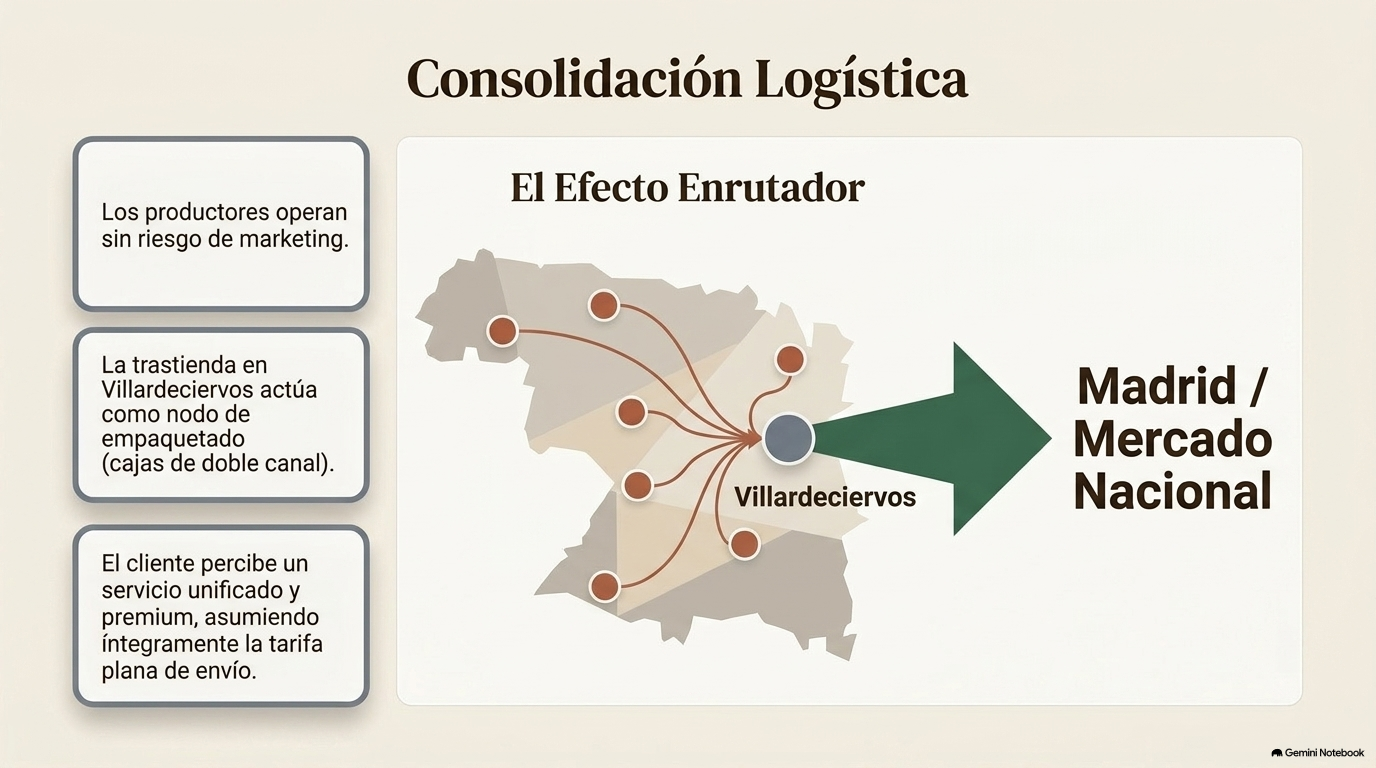 Consolidación Logística
Los productores operan
sin riesgo de marketing.
La trastienda en
Villardeciervos actúa
como nodo de
empaquetado
(cajas de doble canal).
El cliente percibe un
servicio unificado y
premium, asumiendo
íntegramente la tarifa
plana de envío.
El Efecto Enrutador
Villardeciervos
Madrid /
Mercado
Nacional
Gemini Notebook